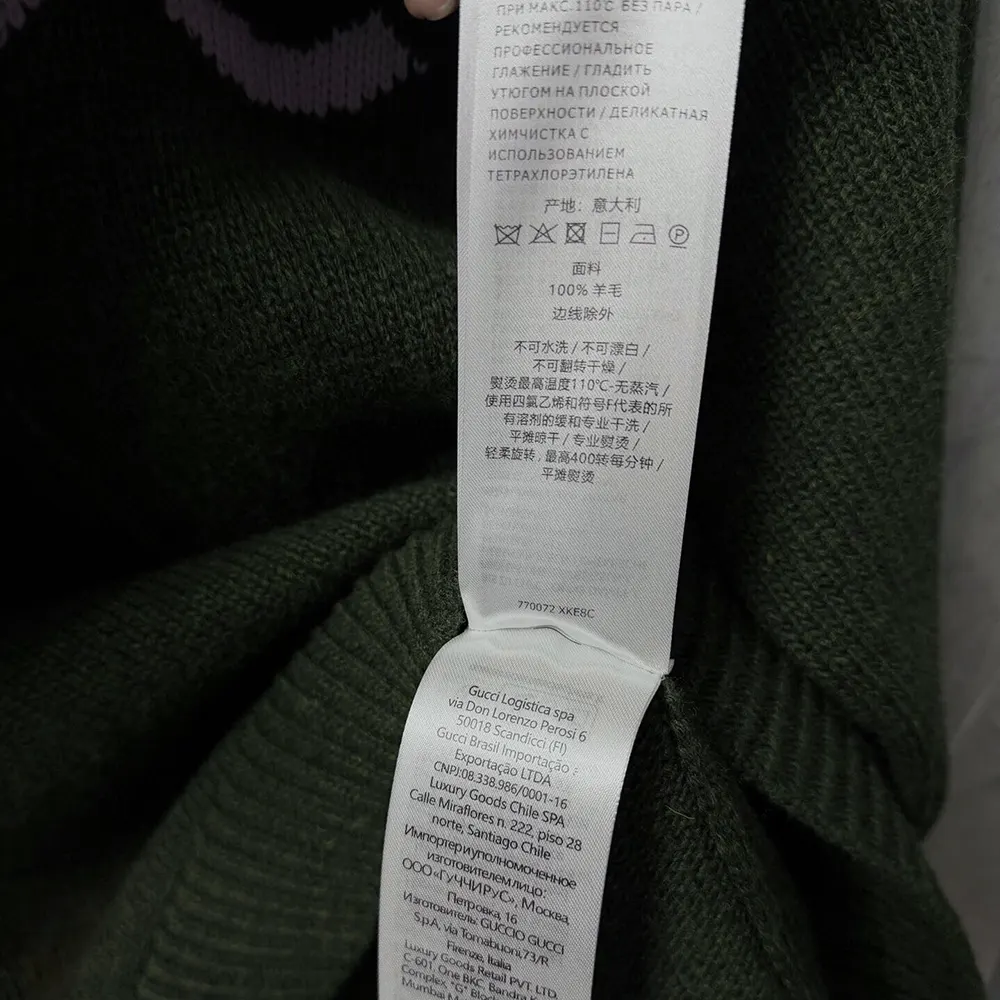 ПРИ МАКС. 110℃ БЕЗ ПАРА /
РЕКОМЕНДУЕТСЯ
ПРОФЕССИОНАЛЬНОЕ
ГЛАЖЕНИЕ / ГЛАДИТЬ
УТЮГОМ НА ПЛОСКОЙ
ПОВЕРХНОСТИ / ДЕЛИКАТНАЯ
ХИМЧИСТКА С
ИСПОЛЬЗОВАНИЕМ
ТЕТРАХЛОРЭТИЛЕНА
产地：意大利
P
面料
100% 羊毛
边线除外
不可水洗 / 不可漂白 /
不可翻转干燥 /
熨烫最高温度110℃-无蒸汽 /
使用四氯乙烯和符号F代表的所
有溶剂的缓和专业干洗 /
平摊晾干 / 专业熨烫 /
轻柔旋转，最高400转每分钟 /
平摊熨烫
770072 XKE8C
Gucci Logistica spa
via Don Lorenzo Perosi 6
50018 Scandicci (FI)
Gucci Brasil Importação
Exportação LTDA
CNPJ:08.338.986/0001-16
Luxury Goods Chile SPA
Calle Miraflores n. 222, piso 28
norte, Santiago Chile
Импортер и уполномоченное
изготовителем лицо:
ООО «ГУЧЧИ РУС», Москва,
Петровка, 16
Изготовитель: GUCCIO GUCCI
S.p.A. via Tornabuoni, 73/R
Firenze, Italia
Luxury Goods Retail PVT. LTD.
C-601, One BKC, Bandra
Complex, "G"
Mumbai